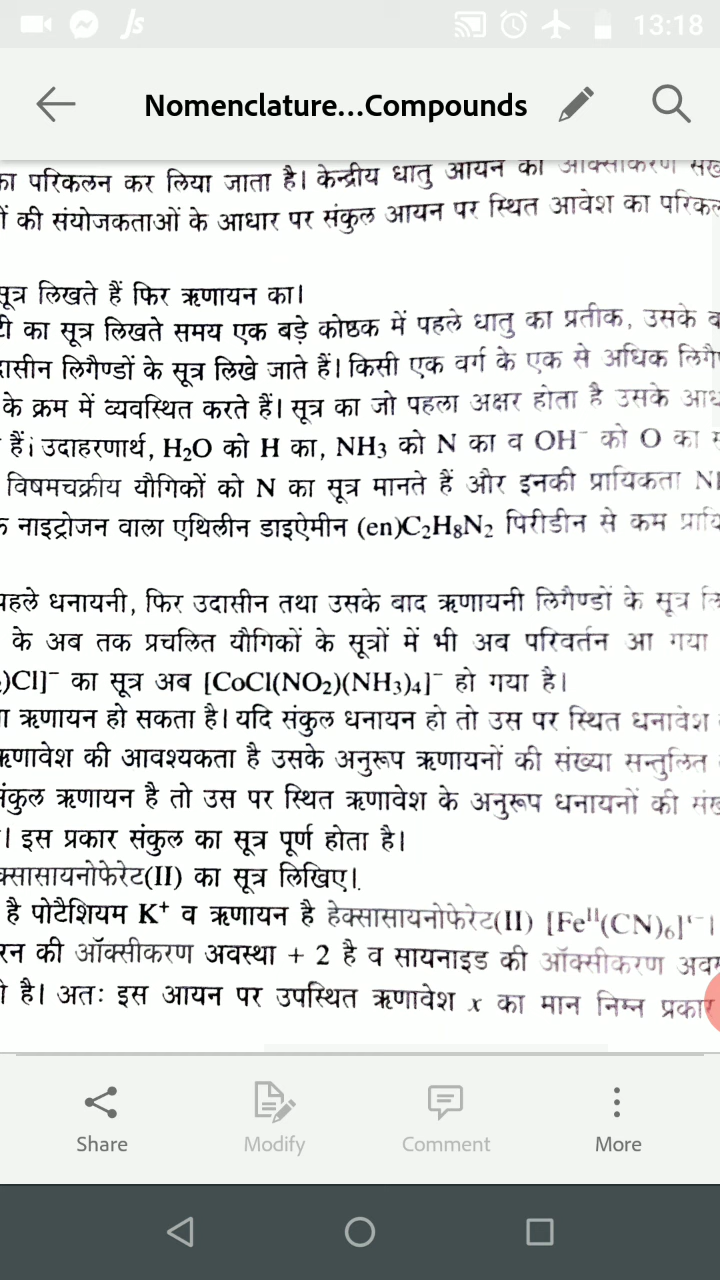 Js 13:18
Nomenclature...Compounds
का परिकलन कर लिया जाता है। केन्द्रीय धातु आयन की ऑक्सीकरण
की संयोजकताओं के आधार पर संकुल आयन पर स्थित आवेश का
सूत्र लिखते हैं फिर ऋणायन का।
का सूत्र लिखते समय एक बड़े कोष्ठक में पहले धातु का प्रतीक, उसके
लिगैण्डों के सूत्र लिखे जाते हैं। किसी एक वर्ग के एक से अधिक
के क्रम में व्यवस्थित करते हैं। सूत्र का जो पहला अक्षर होता है उसके
हैं। उदाहरणार्थ, H₂O को H का, NH₃ को N का व OH⁻ को O का
विषमचक्रीय यौगिकों को N का सूत्र मानते हैं और इनकी प्रायिकता
नाइट्रोजन वाला एथिलीन डाइऐमीन (en)C₂H₈N₂ पिरीडीन से कम
पहले धनायनी, फिर उदासीन तथा उसके बाद ऋणायनी लिगैण्डों के सूत्र
के अब तक प्रचलित यौगिकों के सूत्रों में भी अब परिवर्तन आ गया
)Cl]⁻ का सूत्र अब [CoCl(NO₂)(NH₃)₄]⁻ हो गया है।
ऋणायन हो सकता है। यदि संकुल धनायन हो तो उस पर स्थित धनावेश
ऋणावेश की आवश्यकता है उसके अनुरूप ऋणायनों की संख्या सन्तुलित
संकुल ऋणायन है तो उस पर स्थित ऋणावेश के अनुरूप धनायनों की
। इस प्रकार संकुल का सूत्र पूर्ण होता है।
क्सासायनोफेरेट(II) का सूत्र लिखिए।
है पोटैशियम K⁺ व ऋणायन है हेक्सासायनोफेरेट(II) [Feᴵᴵ(CN)₆]
की ऑक्सीकरण अवस्था + 2 है व सायनाइड की ऑक्सीकरण
है। अतः इस आयन पर उपस्थित ऋणावेश x का मान निम्न प्रकार
Share Modify Comment More